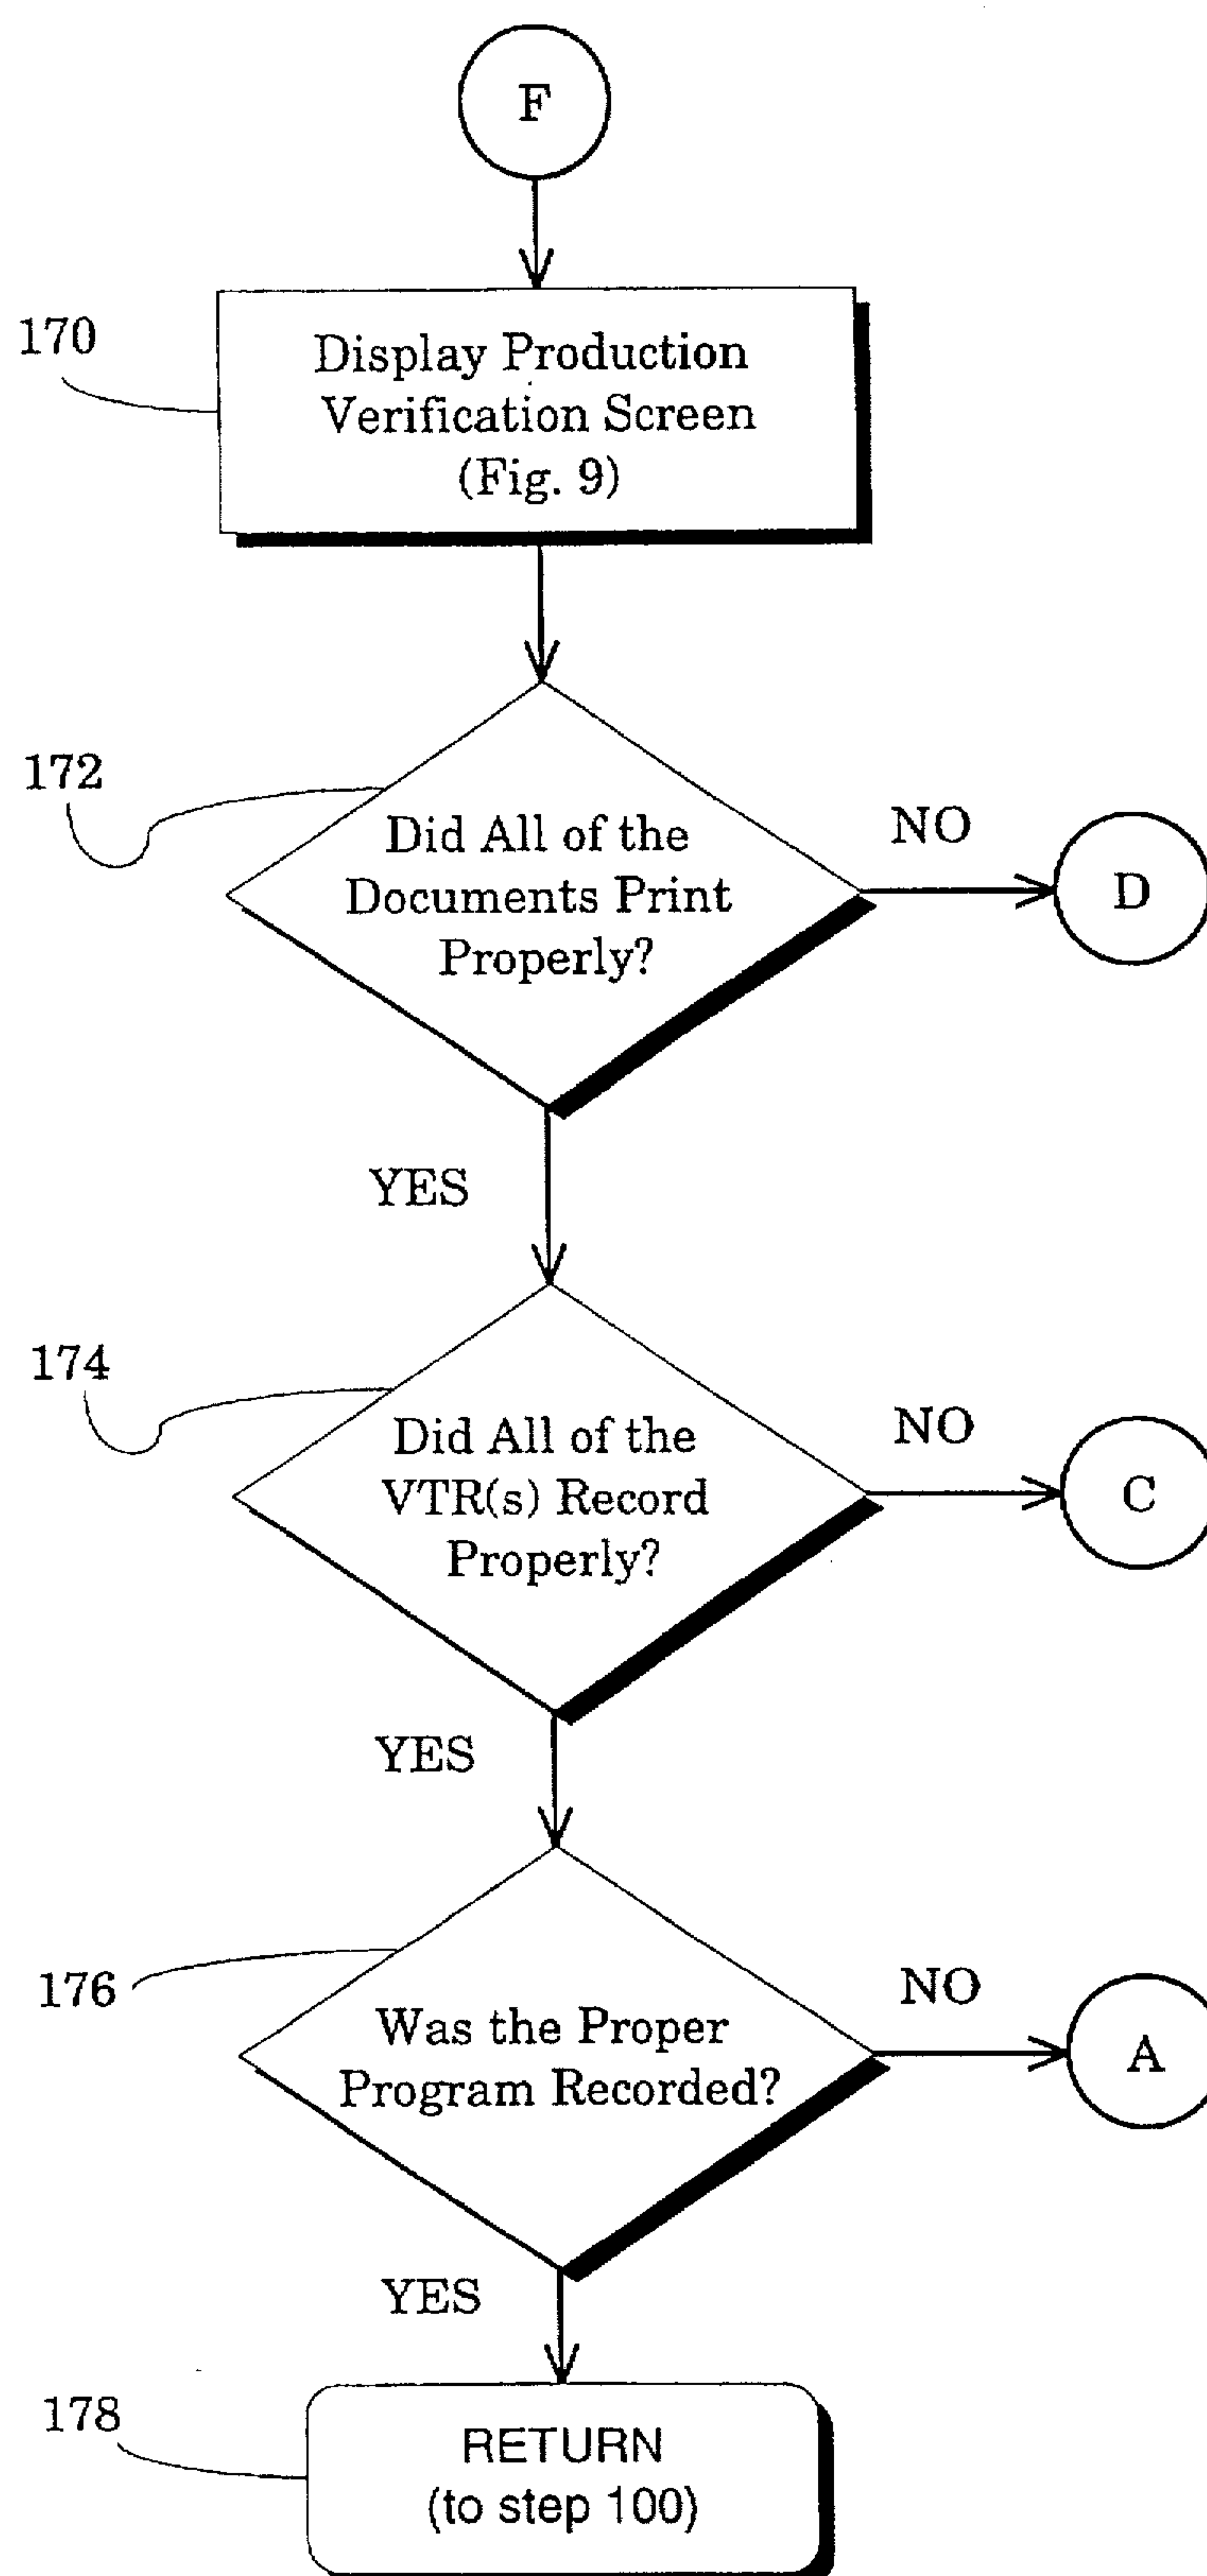 F
170
Display Production
Verification Screen
(Fig. 9)
172
Did All of the
Documents Print
Properly?
NO
D
YES
174
Did All of the
VTR(s) Record
Properly?
NO
C
YES
176
Was the Proper
Program Recorded?
NO
A
YES
178
RETURN
(to step 100)